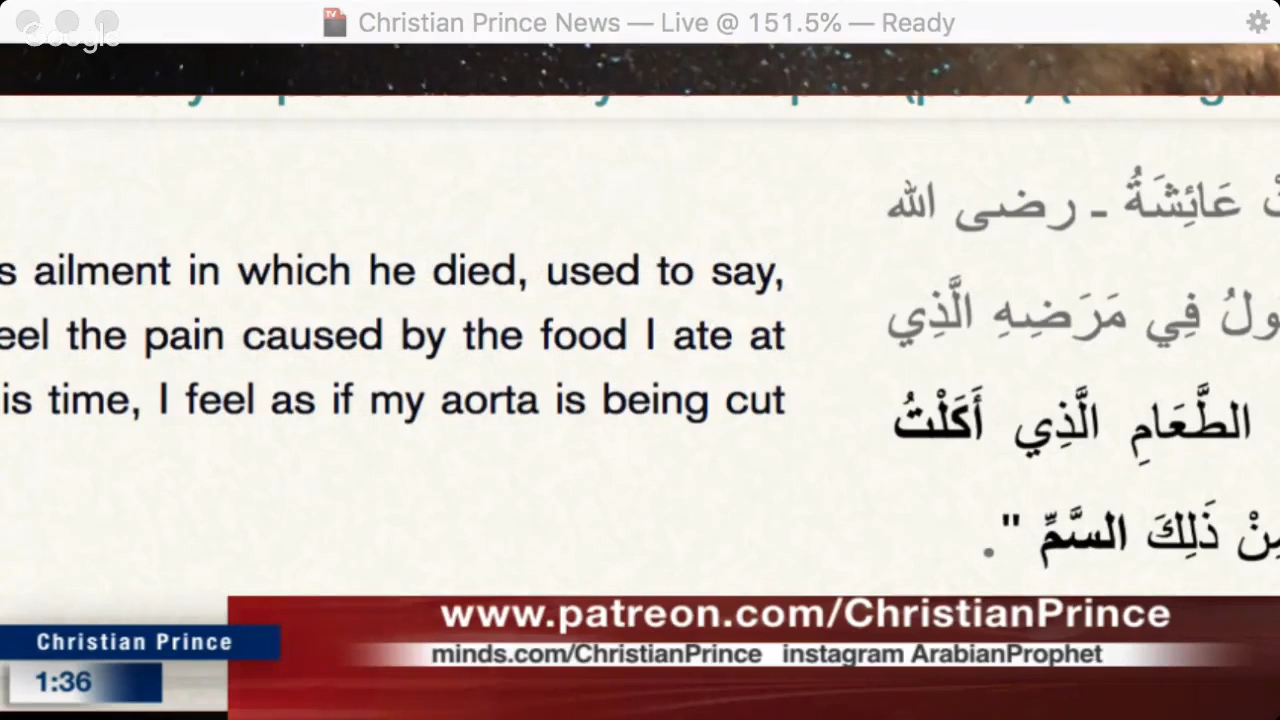 Christian Prince News — Live @ 151.5% — Ready
Google
عَائِشَةُ ـ رضى الله
s ailment in which he died, used to say,
فِي مَرَضِهِ الَّذِي
eel the pain caused by the food I ate at
is time, I feel as if my aorta is being cut
الطَّعَامِ الَّذِي أَكَلْتُ
مِنْ ذَلِكَ السَّمِّ " .
www.patreon.com/ChristianPrince
Christian Prince
minds.com/ChristianPrince instagram ArabianProphet
1:36